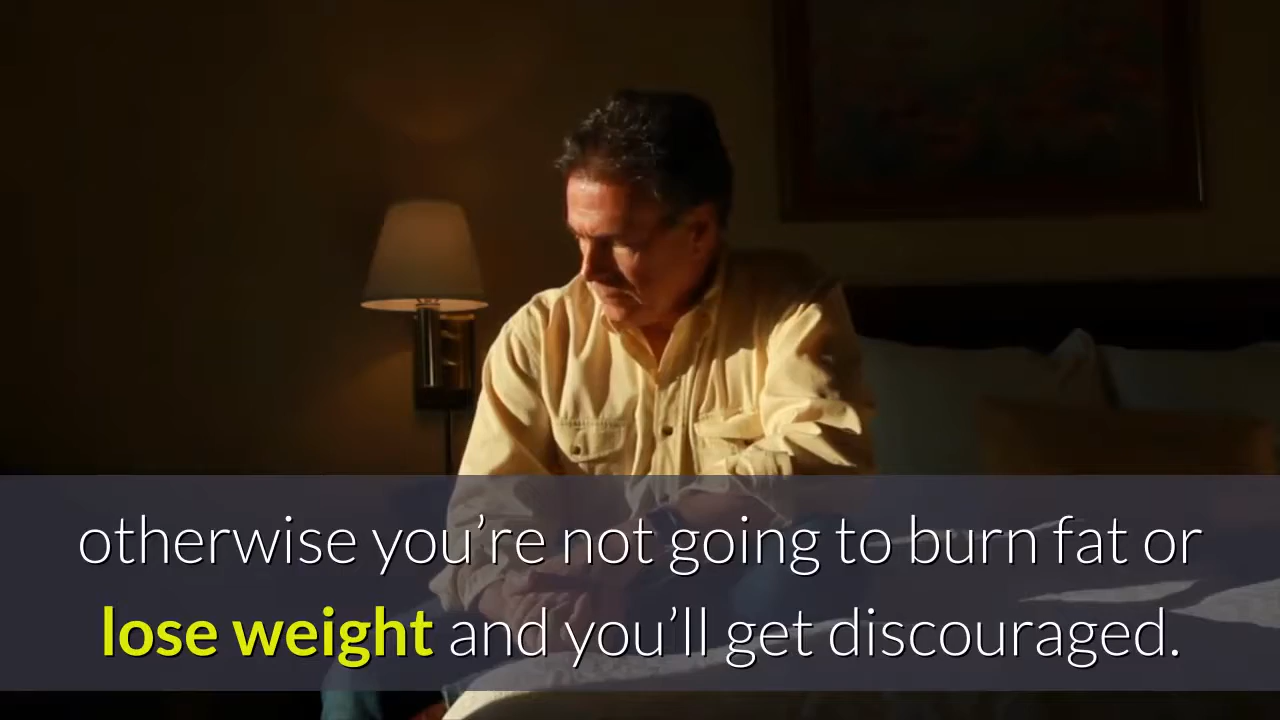 otherwise you’re not going to burn fat or
lose weight and you’ll get discouraged.